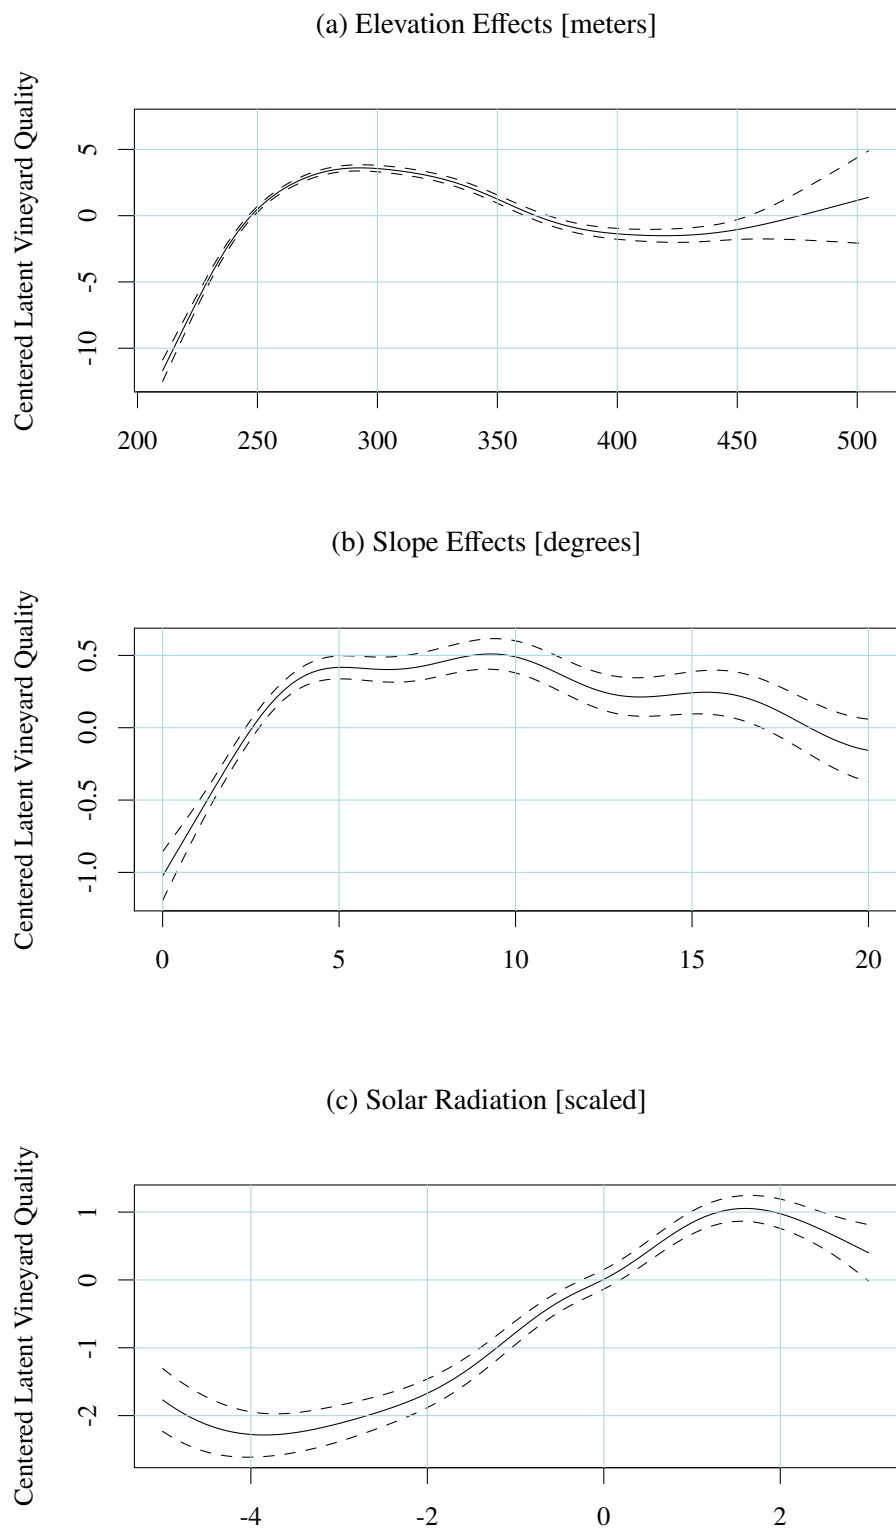 (a) Elevation Effects [meters]
Centered Latent Vineyard Quality
5
0
-5
-10
200 250 300 350 400 450 500
(b) Slope Effects [degrees]
Centered Latent Vineyard Quality
0.5
0.0
-0.5
-1.0
0 5 10 15 20
(c) Solar Radiation [scaled]
Centered Latent Vineyard Quality
1
0
-1
-2
-4 -2 0 2